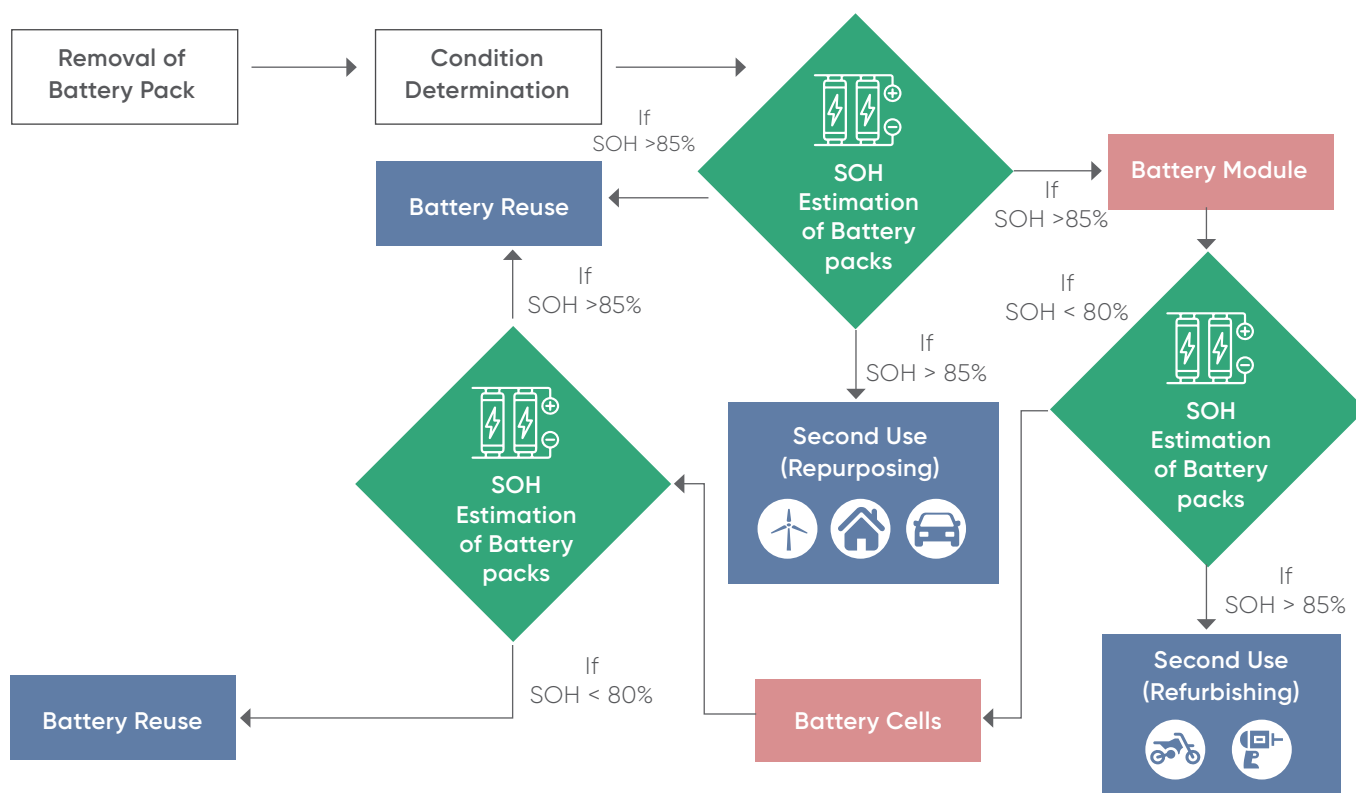 Removal of
Battery Pack
Condition
Determination
If
SOH >85%
SOH
Estimation
of Battery
packs
Battery Reuse
If
SOH >85%
Battery Module
If
SOH >85%
If
SOH < 80%
SOH
Estimation
of Battery
packs
If
SOH > 85%
Second Use
(Repurposing)
SOH
Estimation
of Battery
packs
If
SOH > 85%
Second Use
(Refurbishing)
If
SOH < 80%
Battery Reuse
Battery Cells